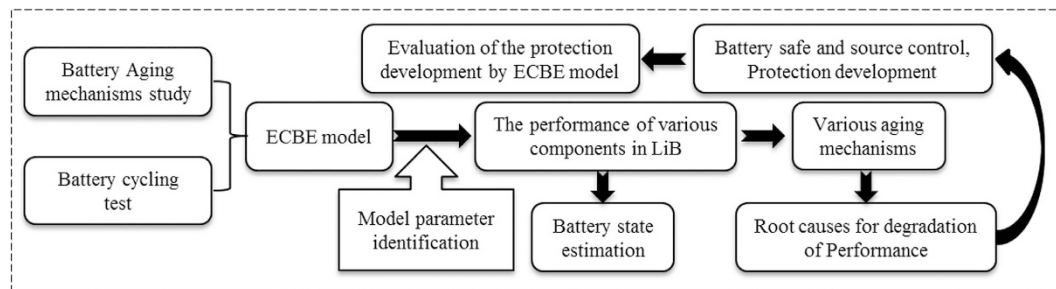 Battery Aging
mechanisms study
Battery cycling
test
ECBE model
Model parameter
identification
The performance of various
components in LiB
Battery state
estimation
Various aging
mechanisms
Root causes for degradation
of Performance
Battery safe and source control,
Protection development
Evaluation of the protection
development by ECBE model